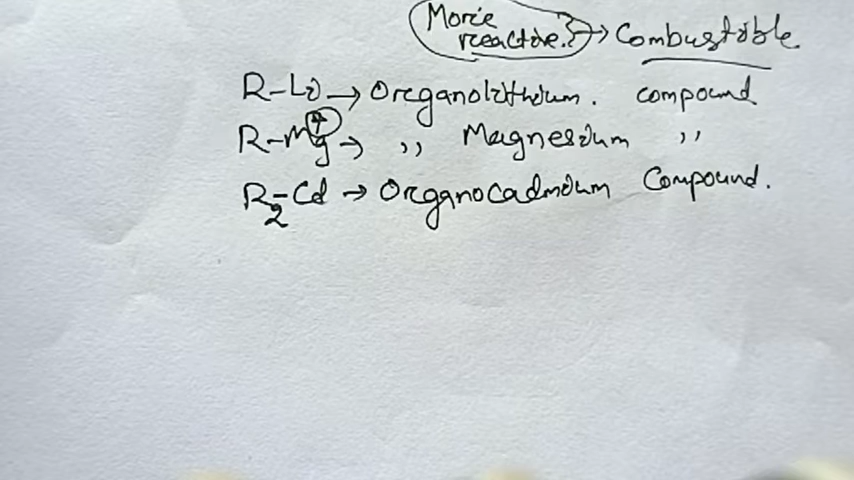 More
reactive. → Combustible.
R-Li → Organolithium. compound
R-Mg → ,, Magnesium ,,
R2-Cd → Organocadmium Compound.